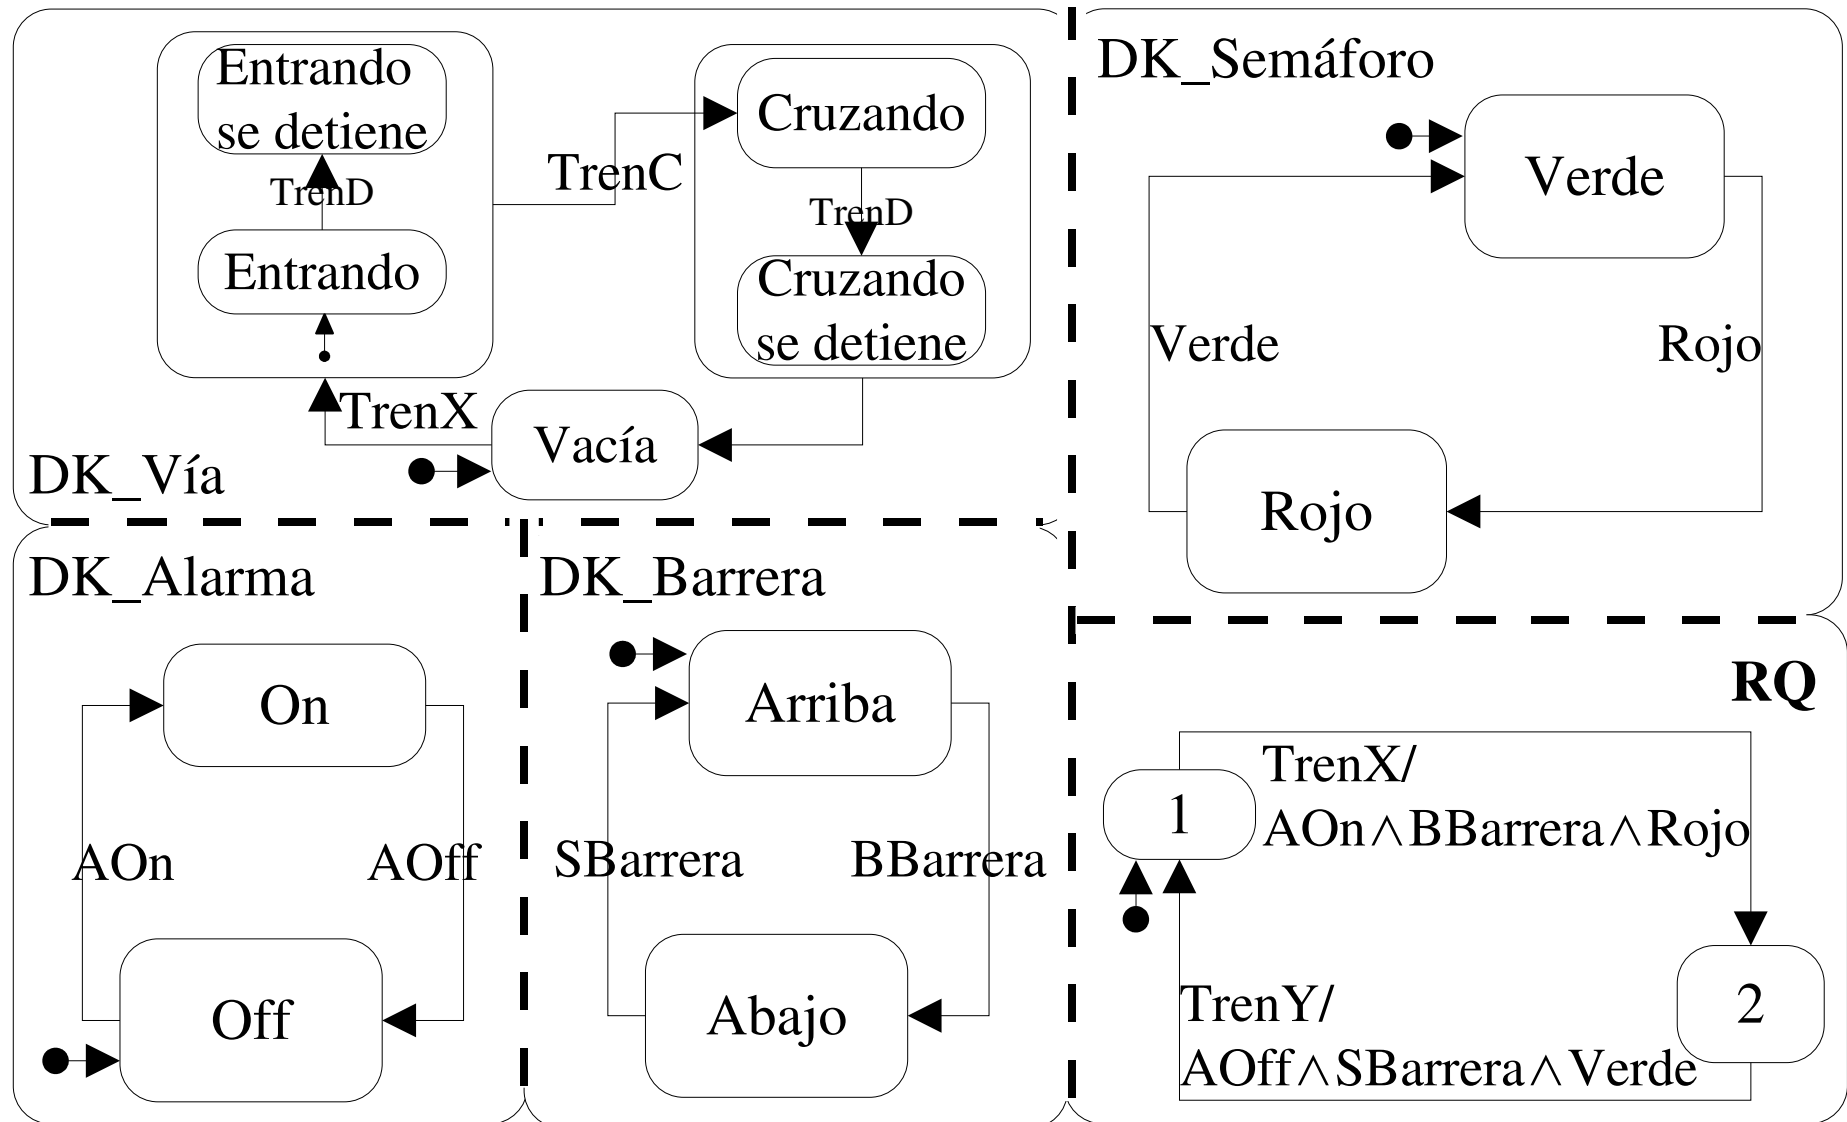 Entrando
se detiene
TrenD
Entrando
TrenC
Cruzando
TrenD
Cruzando
se detiene
TrenX
Vacía
DK_Vía
DK_Semáforo
Verde
Verde
Rojo
Rojo
DK_Alarma
On
AOn
AOff
Off
DK_Barrera
Arriba
SBarrera
BBarrera
Abajo
RQ
1
TrenX/
AOn∧BBarrera∧Rojo
2
TrenY/
AOff∧SBarrera∧Verde